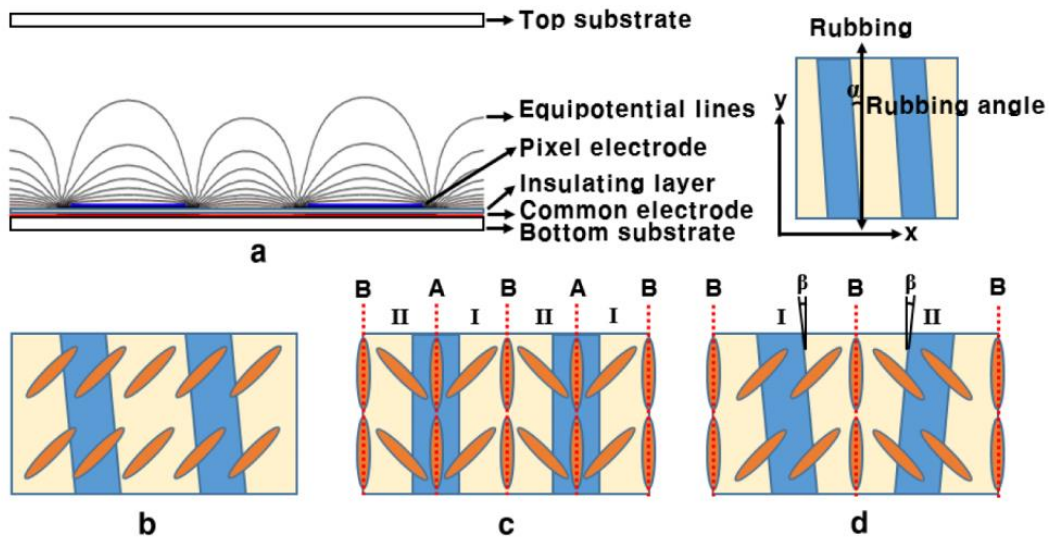 Top substrate
Equipotential lines
Pixel electrode
Insulating layer
Common electrode
Bottom substrate
a
Rubbing
α
Rubbing angle
y
x
b
B A B A B
II I II I
c
B β B β B
I II
d